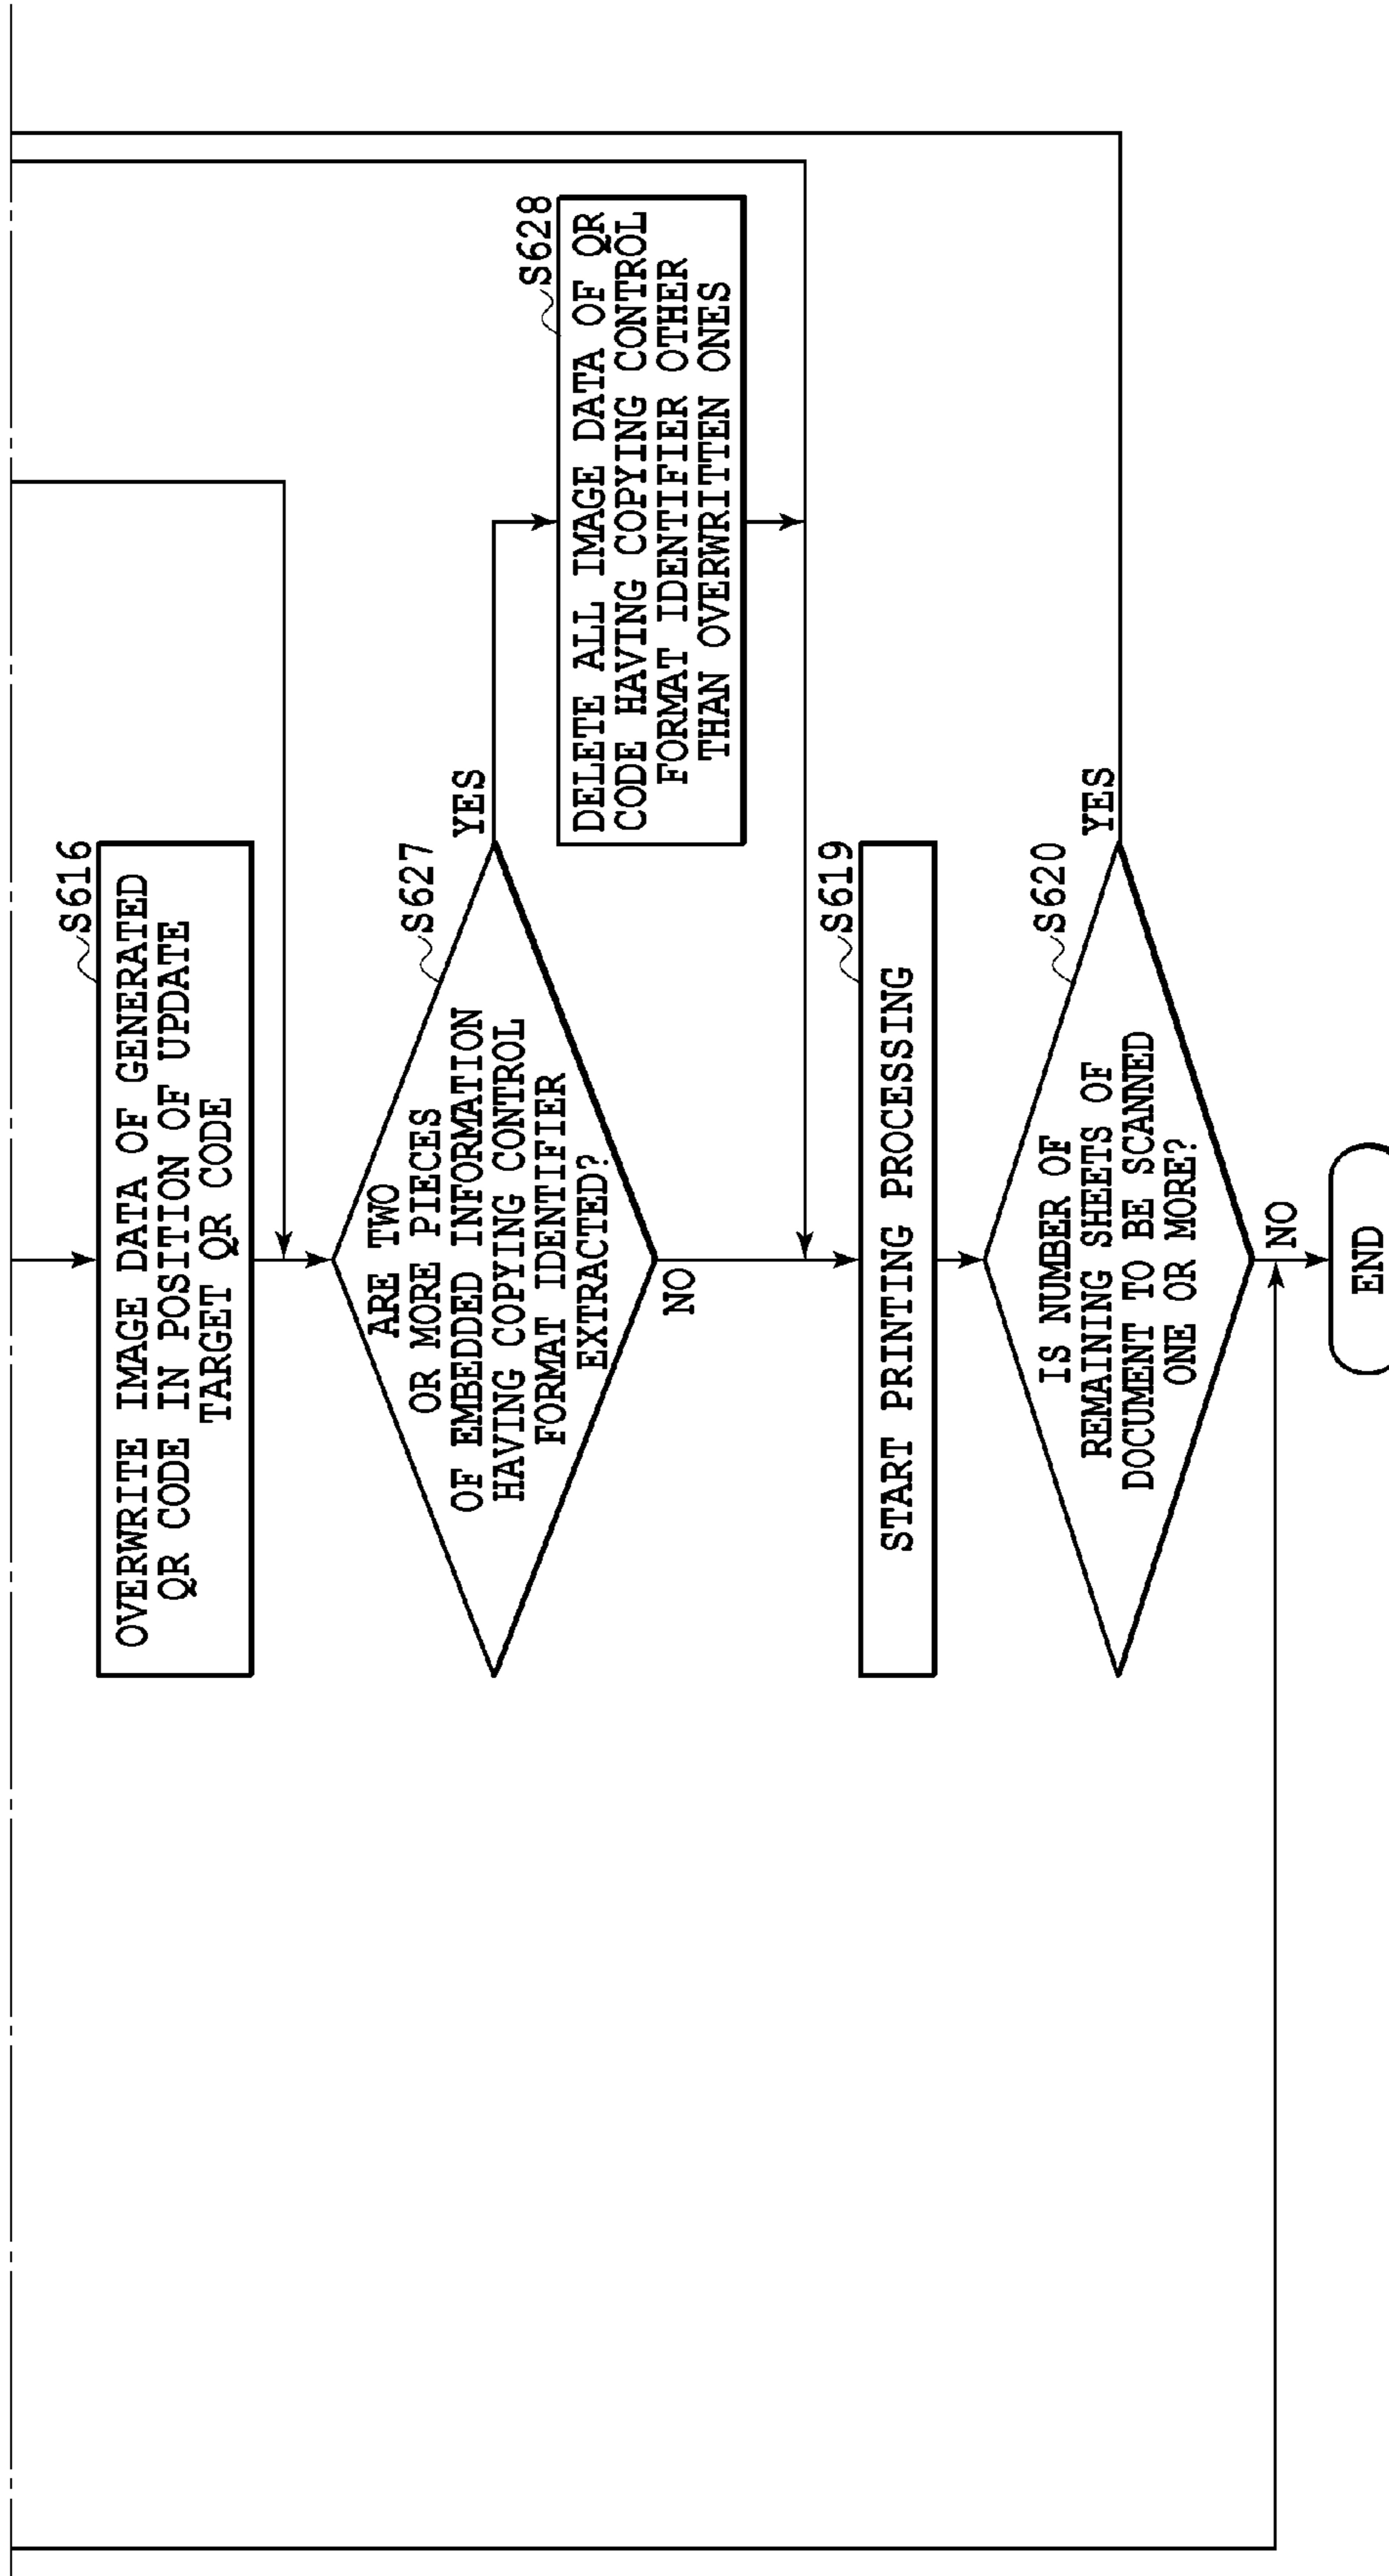 S616
OVERWRITE IMAGE DATA OF GENERATED
QR CODE IN POSITION OF UPDATE
TARGET QR CODE
S627
YES
ARE TWO
OR MORE PIECES
OF EMBEDDED INFORMATION
HAVING COPYING CONTROL
FORMAT IDENTIFIER
EXTRACTED?
NO
S628
DELETE ALL IMAGE DATA OF QR
CODE HAVING COPYING CONTROL
FORMAT IDENTIFIER OTHER
THAN OVERWRITTEN ONES
S619
START PRINTING PROCESSING
S620
YES
IS NUMBER OF
REMAINING SHEETS OF
DOCUMENT TO BE SCANNED
ONE OR MORE?
NO
END